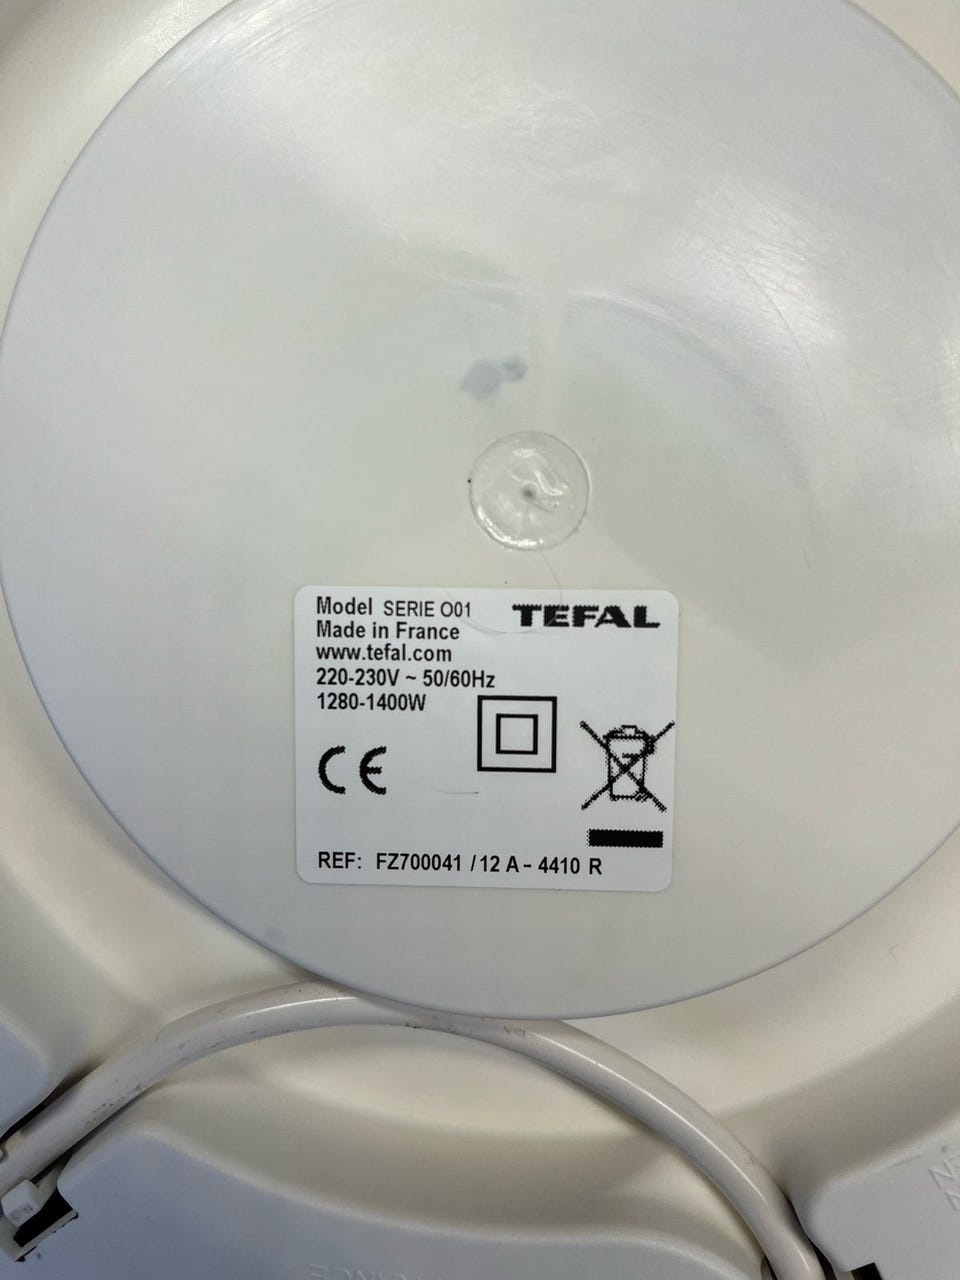 Model SERIE O01
TEFAL
Made in France
www.tefal.com
220-230V ~ 50/60Hz
1280-1400W
CE
REF: FZ700041 / 12 A - 4410 R